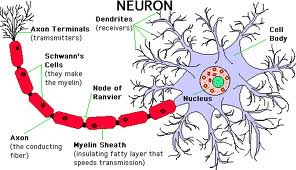 NEURON
Axon Terminals
(transmitters)
Dendrites
(receivers)
Cell
Body
Schwann's
Cells
(they make
the myelin)
Node of
Ranvier
Nucleus
Axon
(the conducting
fiber)
Myelin Sheath
(insulating fatty layer that
speeds transmission)